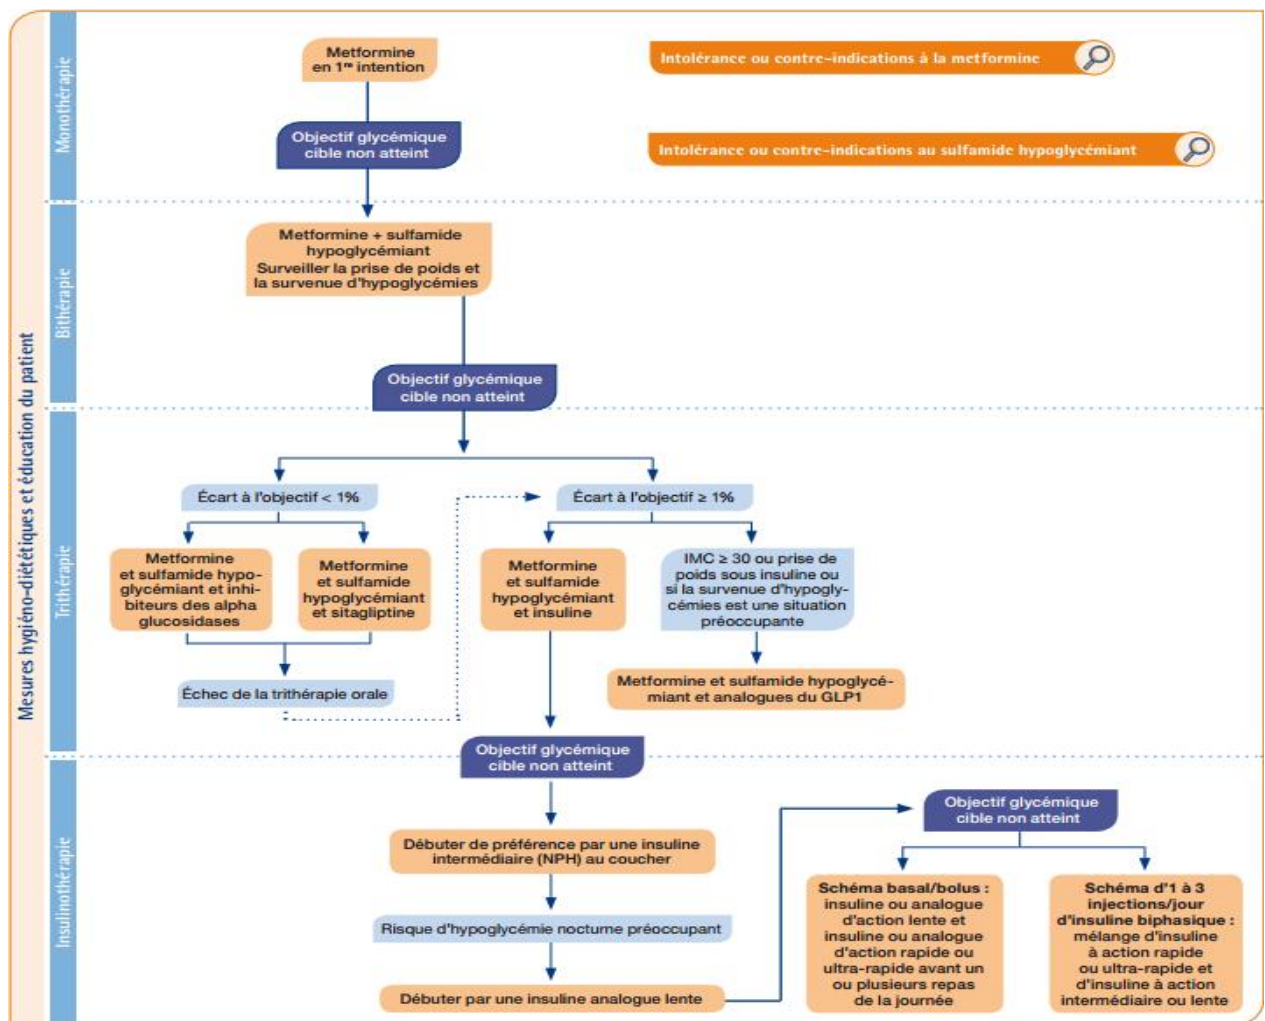 Mesures hygiéno-diététiques et éducation du patient
Monothérapie
Metformine
en 1re intention
Intolérance ou contre-indications à la metformine
Objectif glycémique
cible non atteint
Intolérance ou contre-indications au sulfamide hypoglycémiant
Bithérapie
Metformine + sulfamide
hypoglycémiant
Surveiller la prise de poids et
la survenue d'hypoglycémies
Objectif glycémique
cible non atteint
Trithérapie
Écart à l'objectif < 1%
Écart à l'objectif ≥ 1%
Metformine
et sulfamide hypo-
glycémiant et inhi-
biteurs des alpha
glucosidases
Metformine
et sulfamide
hypoglycémiant
et sitagliptine
Metformine
et sulfamide
hypoglycémiant
et insuline
IMC ≥ 30 ou prise de
poids sous insuline ou
si la survenue d'hypogly-
cémies est une situation
préoccupante
Échec de la trithérapie orale
Metformine et sulfamide hypoglycé-
miant et analogues du GLP1
Objectif glycémique
cible non atteint
Insulinothérapie
Débuter de préférence par une insuline
intermédiaire (NPH) au coucher
Risque d'hypoglycémie nocturne préoccupant
Débuter par une insuline analogue lente
Objectif glycémique
cible non atteint
Schéma basal/bolus :
insuline ou analogue
d'action lente et
insuline ou analogue
d'action rapide ou
ultra-rapide avant un
ou plusieurs repas
de la journée
Schéma d'1 à 3
injections/jour
d'insuline biphasique :
mélange d'insuline
à action rapide
ou ultra-rapide et
d'insuline à action
intermédiaire ou lente